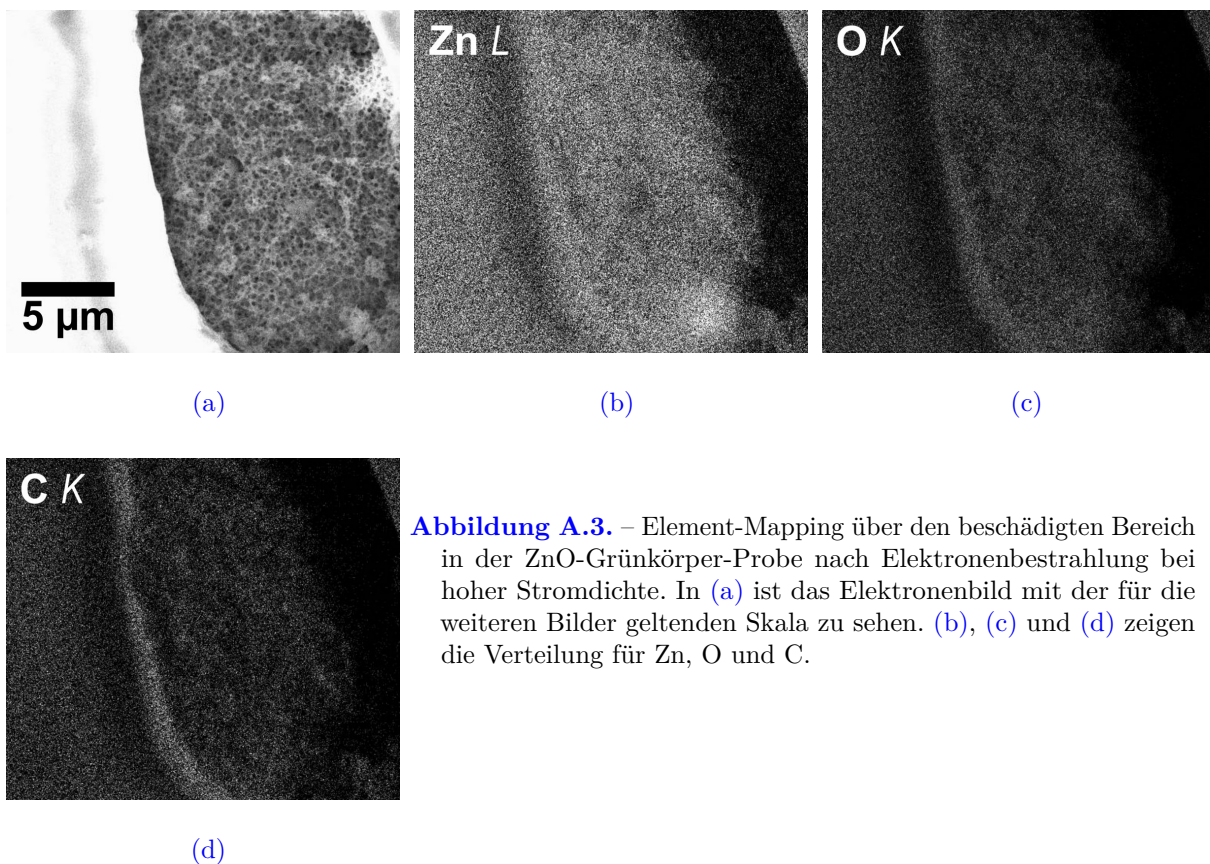 Zn L
O K
5 µm
(a)
(b)
(c)
C K
Abbildung A.3. – Element-Mapping über den beschädigten Bereich
in der ZnO-Grünkörper-Probe nach Elektronenbestrahlung bei
hoher Stromdichte. In (a) ist das Elektronenbild mit der für die
weiteren Bilder geltenden Skala zu sehen. (b), (c) und (d) zeigen
die Verteilung für Zn, O und C.
(d)